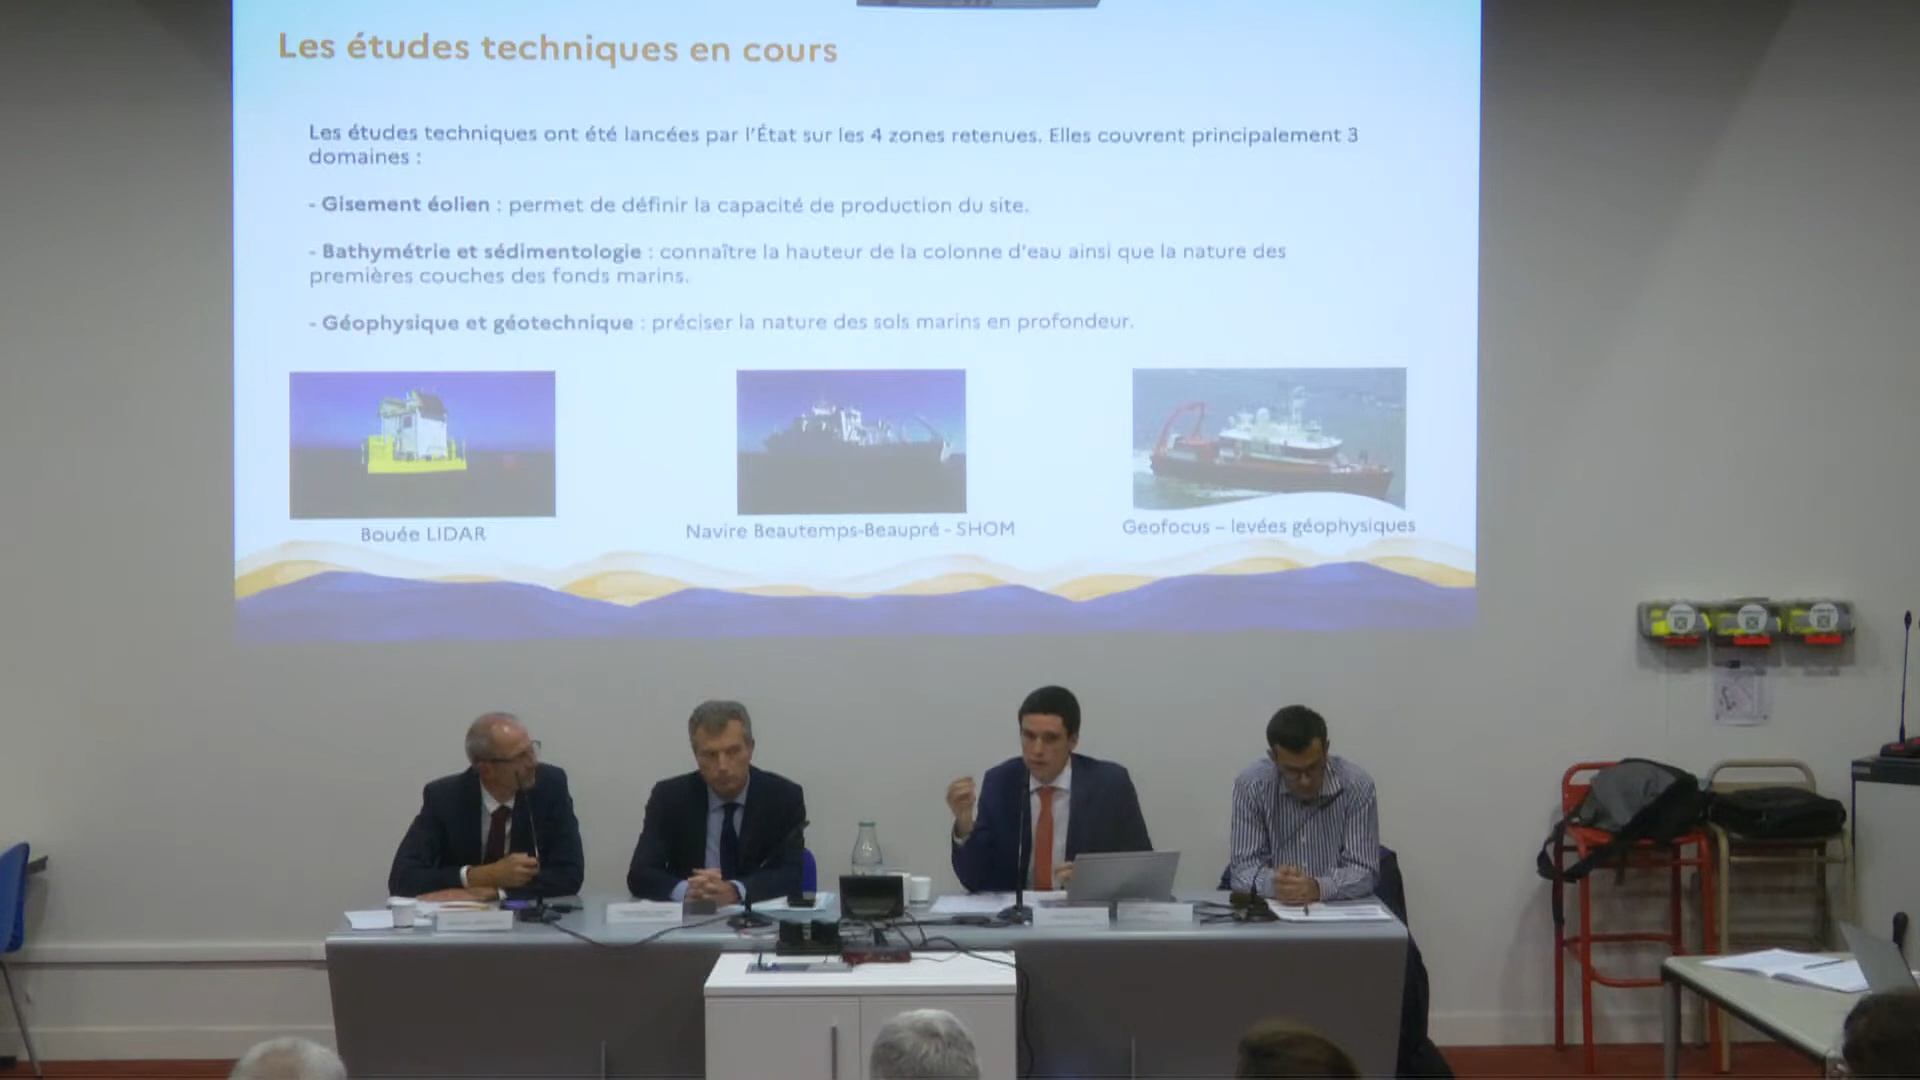 Les études techniques en cours
Les études techniques ont été lancées par l'État sur les 4 zones retenues. Elles couvrent principalement 3
domaines :
- Gisement éolien : permet de définir la capacité de production du site.
- Bathymétrie et sédimentologie : connaître la hauteur de la colonne d'eau ainsi que la nature des
premières couches des fonds marins.
- Géophysique et géotechnique : préciser la nature des sols marins en profondeur.
Bouée LIDAR
Navire Beautemps-Beaupré - SHOM
Geofocus – levées géophysiques